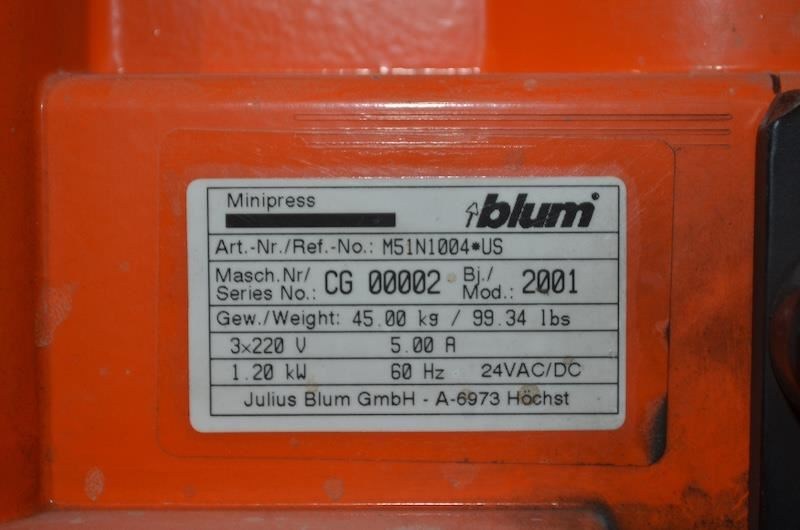 Minipress
blum®
Art.-Nr./Ref.-No.: M51N1004*US
Masch.Nr/ Series No.: CG 00002 Bj./ Mod.: 2001
Gew./Weight: 45.00 kg / 99.34 lbs
3x220 V 5.00 A
1.20 kW 60 Hz 24VAC/DC
Julius Blum GmbH - A-6973 Höchst